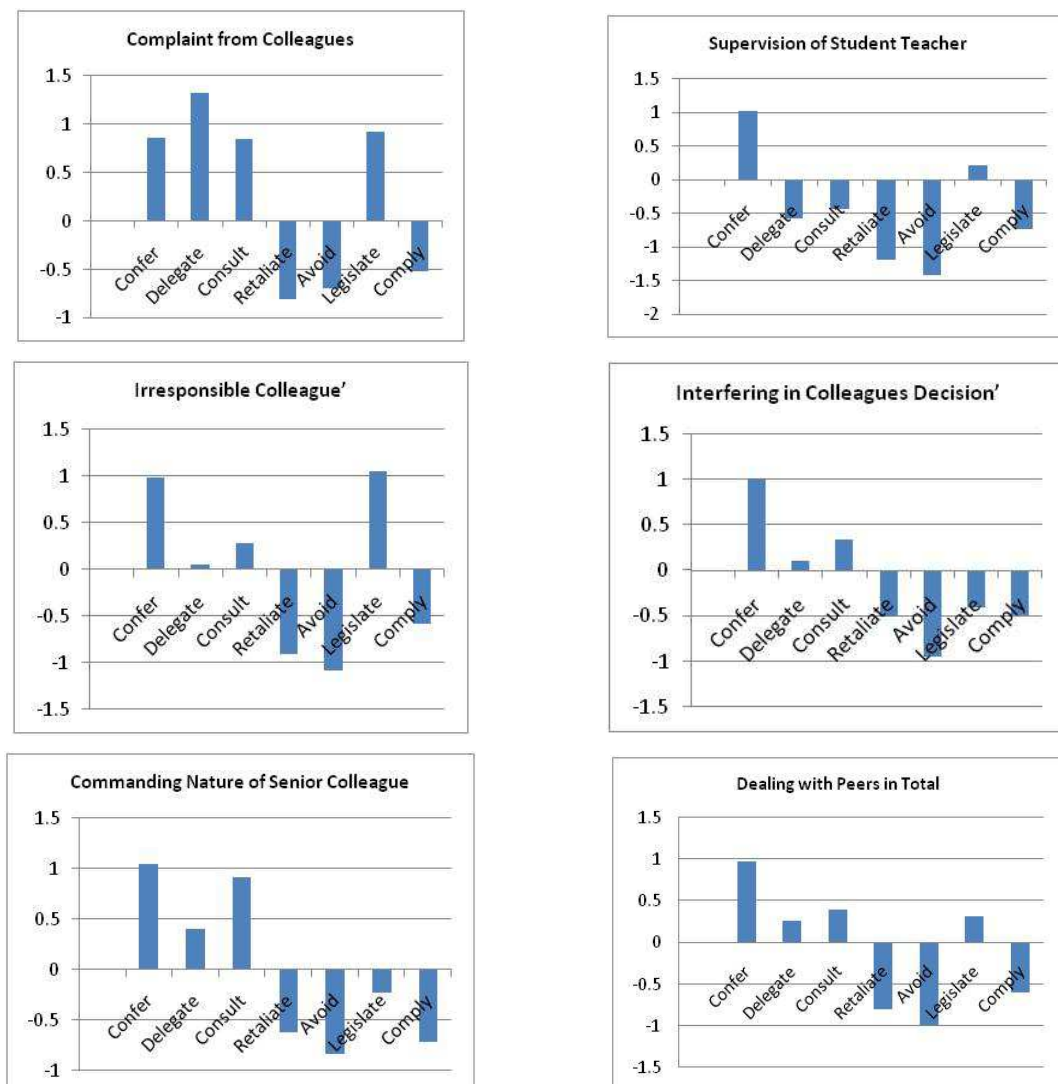 Complaint from Colleagues
1.5
1
0.5
0
-0.5
-1
Confer
Delegate
Consult
Retaliate
Avoid
Legislate
Comply
Supervision of Student Teacher
1.5
1
0.5
0
-0.5
-1
-1.5
-2
Confer
Delegate
Consult
Retaliate
Avoid
Legislate
Comply
Irresponsible Colleague’
1.5
1
0.5
0
-0.5
-1
-1.5
Confer
Delegate
Consult
Retaliate
Avoid
Legislate
Comply
Interfering in Colleagues Decision’
1.5
1
0.5
0
-0.5
-1
-1.5
Confer
Delegate
Consult
Retaliate
Avoid
Legislate
Comply
Commanding Nature of Senior Colleague
1.5
1
0.5
0
-0.5
-1
Confer
Delegate
Consult
Retaliate
Avoid
Legislate
Comply
Dealing with Peers in Total
1.5
1
0.5
0
-0.5
-1
-1.5
Confer
Delegate
Consult
Retaliate
Avoid
Legislate
Comply